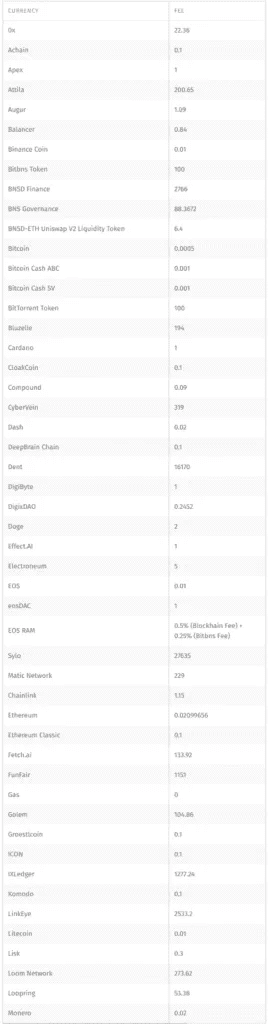 CURRENCY FEE
0x 22.36
Achain 0.1
Apex 1
Attila 200.65
Augur 1.09
Balancer 0.84
Binance Coin 0.01
Bitbns Token 100
BNSD Finance 2766
BNS Governance 88.3672
BNSD-ETH Uniswap V2 Liquidity Token 6.4
Bitcoin 0.0005
Bitcoin Cash ABC 0.001
Bitcoin Cash SV 0.001
BitTorrent Token 100
Bluzelle 194
Cardano 1
CloakCoin 0.1
Compound 0.09
CyberVein 319
Dash 0.02
DeepBrain Chain 0.1
Dent 16170
DigiByte 1
DigixDAO 0.2452
Doge 2
Effect.AI 1
Electroneum 5
EOS 0.01
eosDAC 1
EOS RAM 0.5% (Blockhain Fee) +
0.25% (Bitbns Fee)
Sylo 27635
Matic Network 229
Chainlink 1.15
Ethereum 0.02099656
Ethereum Classic 0.1
Fetch.ai 133.92
FunFair 1151
Gas 0
Golem 104.86
Groestlcoin 0.1
ICON 0.1
IXLedger 1277.24
Komodo 0.1
LinkEye 2533.2
Litecoin 0.01
Lisk 0.3
Loom Network 273.62
Loopring 53.38
Monero 0.02